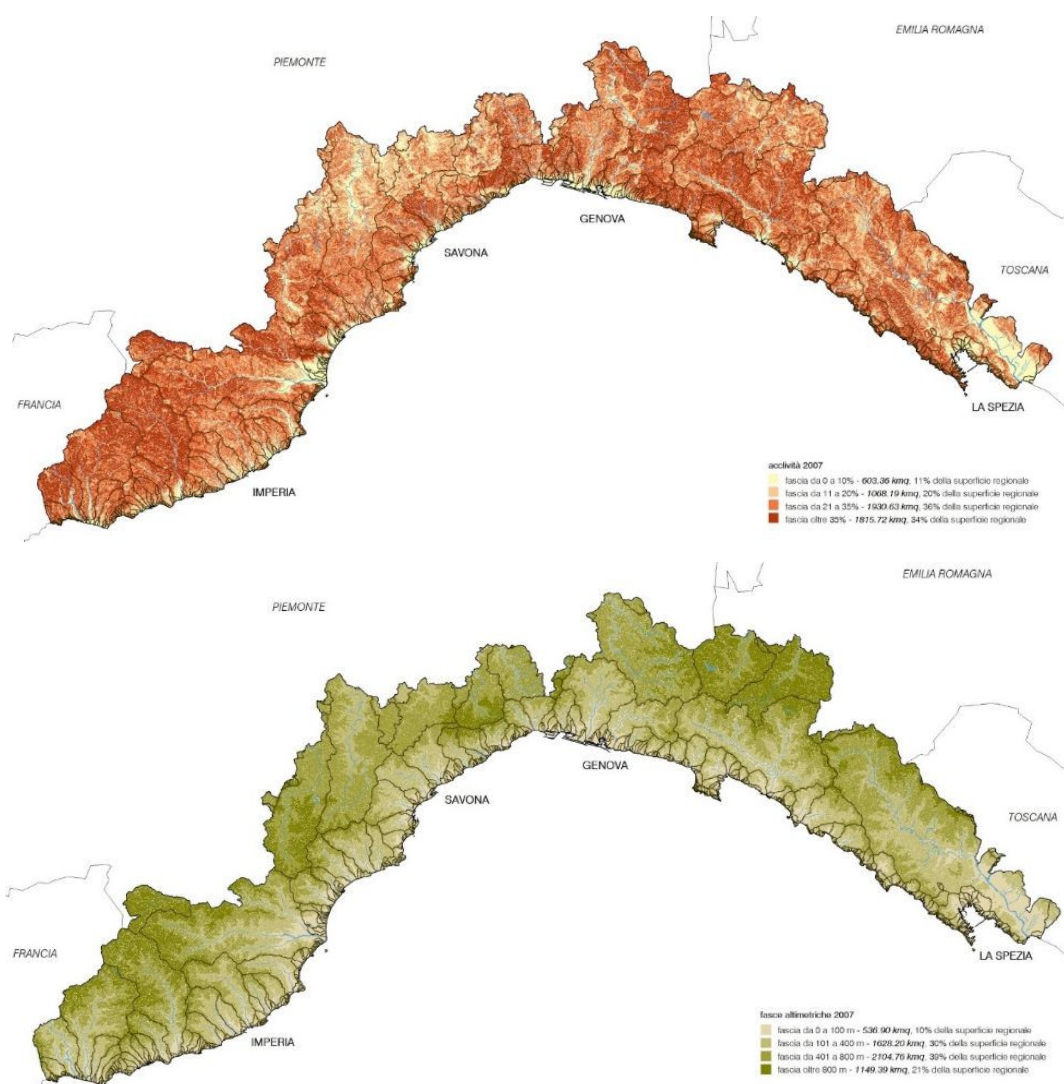 EMILIA ROMAGNA
PIEMONTE
GENOVA
SAVONA
TOSCANA
FRANCIA
LA SPEZIA
IMPERIA
acclività 2007
fascia da 0 a 10% - 603.36 kmq, 11% della superficie regionale
fascia da 11 a 20% - 1068.19 kmq, 20% della superficie regionale
fascia da 21 a 35% - 1930.63 kmq, 36% della superficie regionale
fascia oltre 35% - 1815.72 kmq, 34% della superficie regionale
EMILIA ROMAGNA
PIEMONTE
GENOVA
SAVONA
TOSCANA
FRANCIA
LA SPEZIA
IMPERIA
fasce altimetriche 2007
fascia da 0 a 100 m - 536.90 kmq, 10% della superficie regionale
fascia da 101 a 400 m - 1628.20 kmq, 30% della superficie regionale
fascia da 401 a 800 m - 2104.76 kmq, 39% della superficie regionale
fascia oltre 800 m - 1149.39 kmq, 21% della superficie regionale